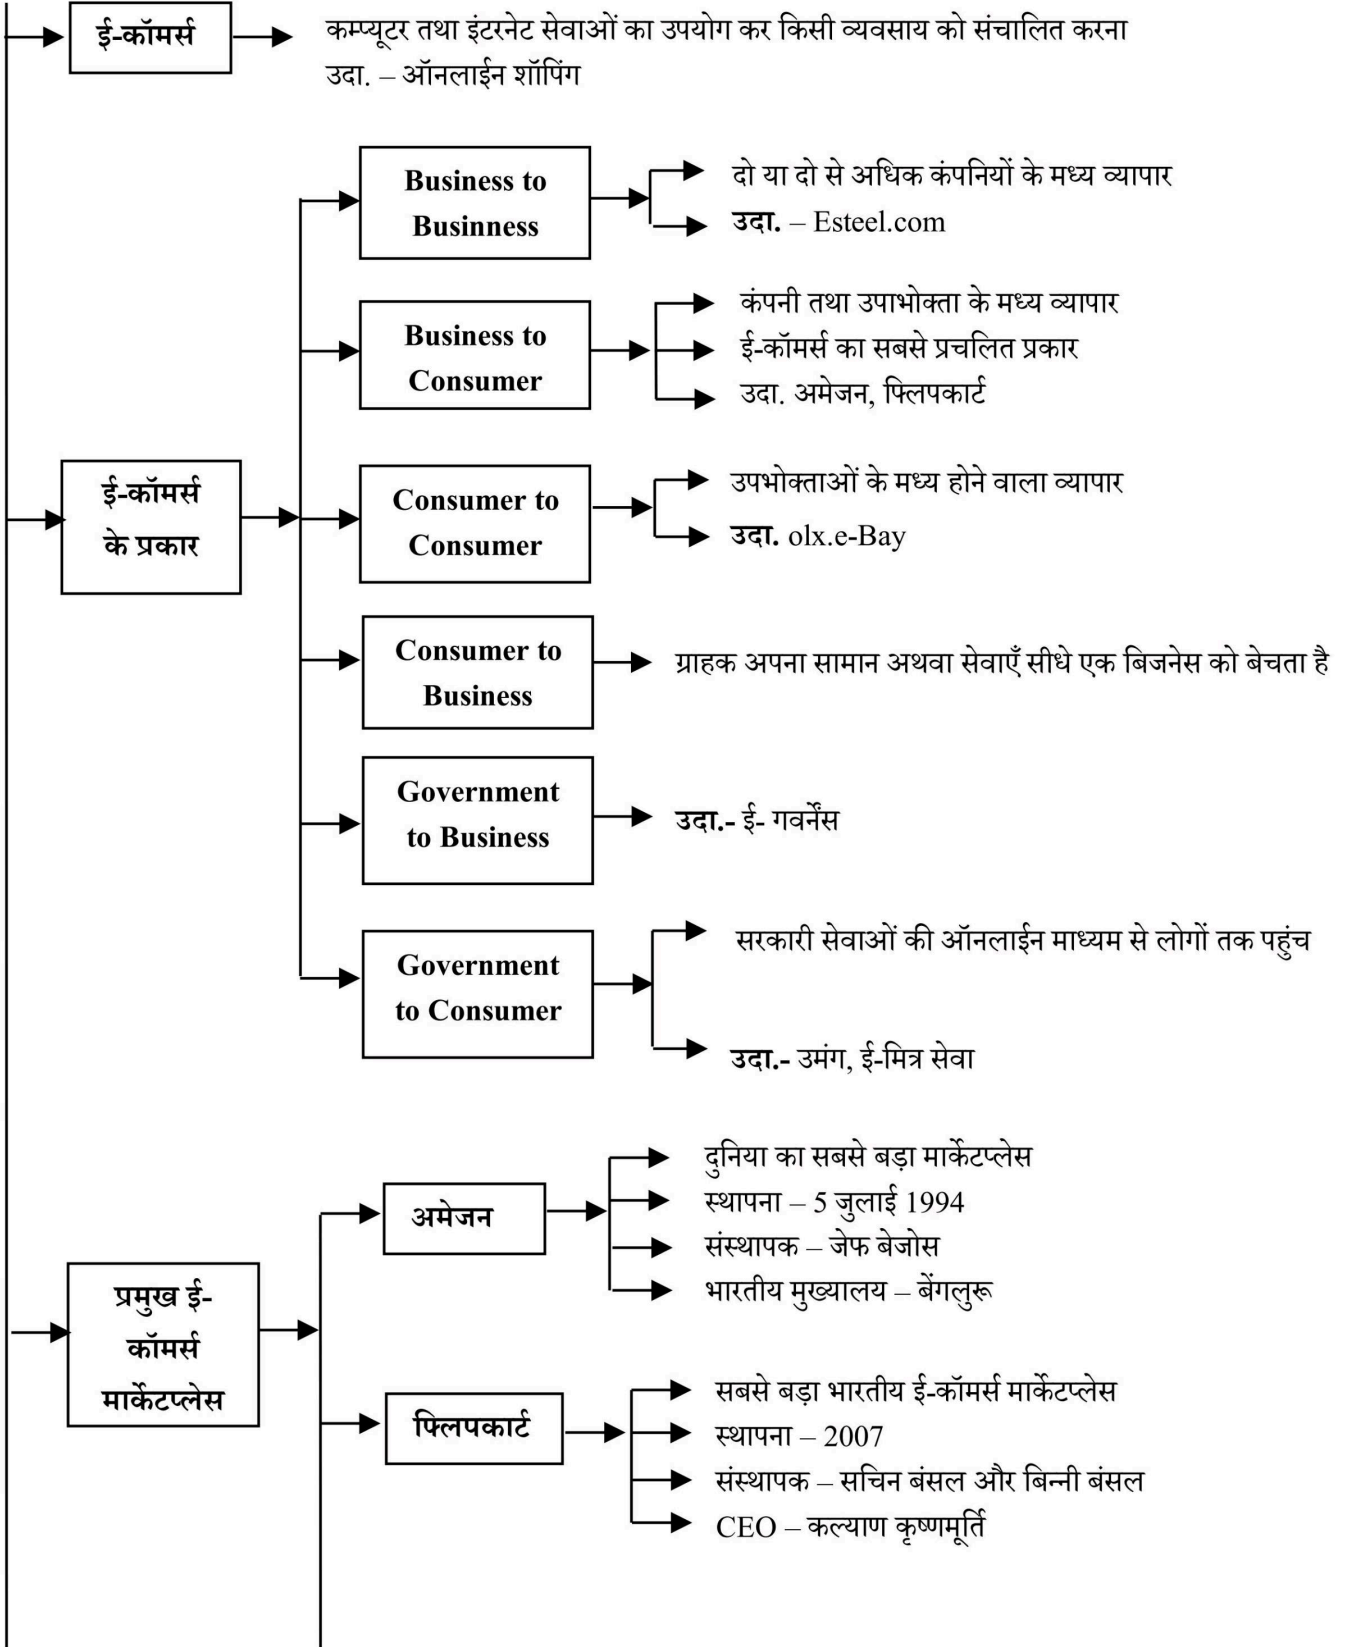 ई-कॉमर्स
कम्प्यूटर तथा इंटरनेट सेवाओं का उपयोग कर किसी व्यवसाय को संचालित करना
उदा. – ऑनलाईन शॉपिंग
ई-कॉमर्स
के प्रकार
Business to
Businness
दो या दो से अधिक कंपनियों के मध्य व्यापार
उदा. – Esteel.com
Business to
Consumer
कंपनी तथा उपाभोक्ता के मध्य व्यापार
ई-कॉमर्स का सबसे प्रचलित प्रकार
उदा. अमेजन, फ्लिपकार्ट
Consumer to
Consumer
उपभोक्ताओं के मध्य होने वाला व्यापार
उदा. olx.e-Bay
Consumer to
Business
ग्राहक अपना सामान अथवा सेवाएँ सीधे एक बिजनेस को बेचता है
Government
to Business
उदा.- ई- गवर्नेंस
Government
to Consumer
सरकारी सेवाओं की ऑनलाईन माध्यम से लोगों तक पहुंच
उदा.- उमंग, ई-मित्र सेवा
प्रमुख ई-
कॉमर्स
मार्केटप्लेस
अमेजन
दुनिया का सबसे बड़ा मार्केटप्लेस
स्थापना – 5 जुलाई 1994
संस्थापक – जेफ बेजोस
भारतीय मुख्यालय – बेंगलुरू
फ्लिपकार्ट
सबसे बड़ा भारतीय ई-कॉमर्स मार्केटप्लेस
स्थापना – 2007
संस्थापक – सचिन बंसल और बिन्नी बंसल
CEO – कल्याण कृष्णमूर्ति